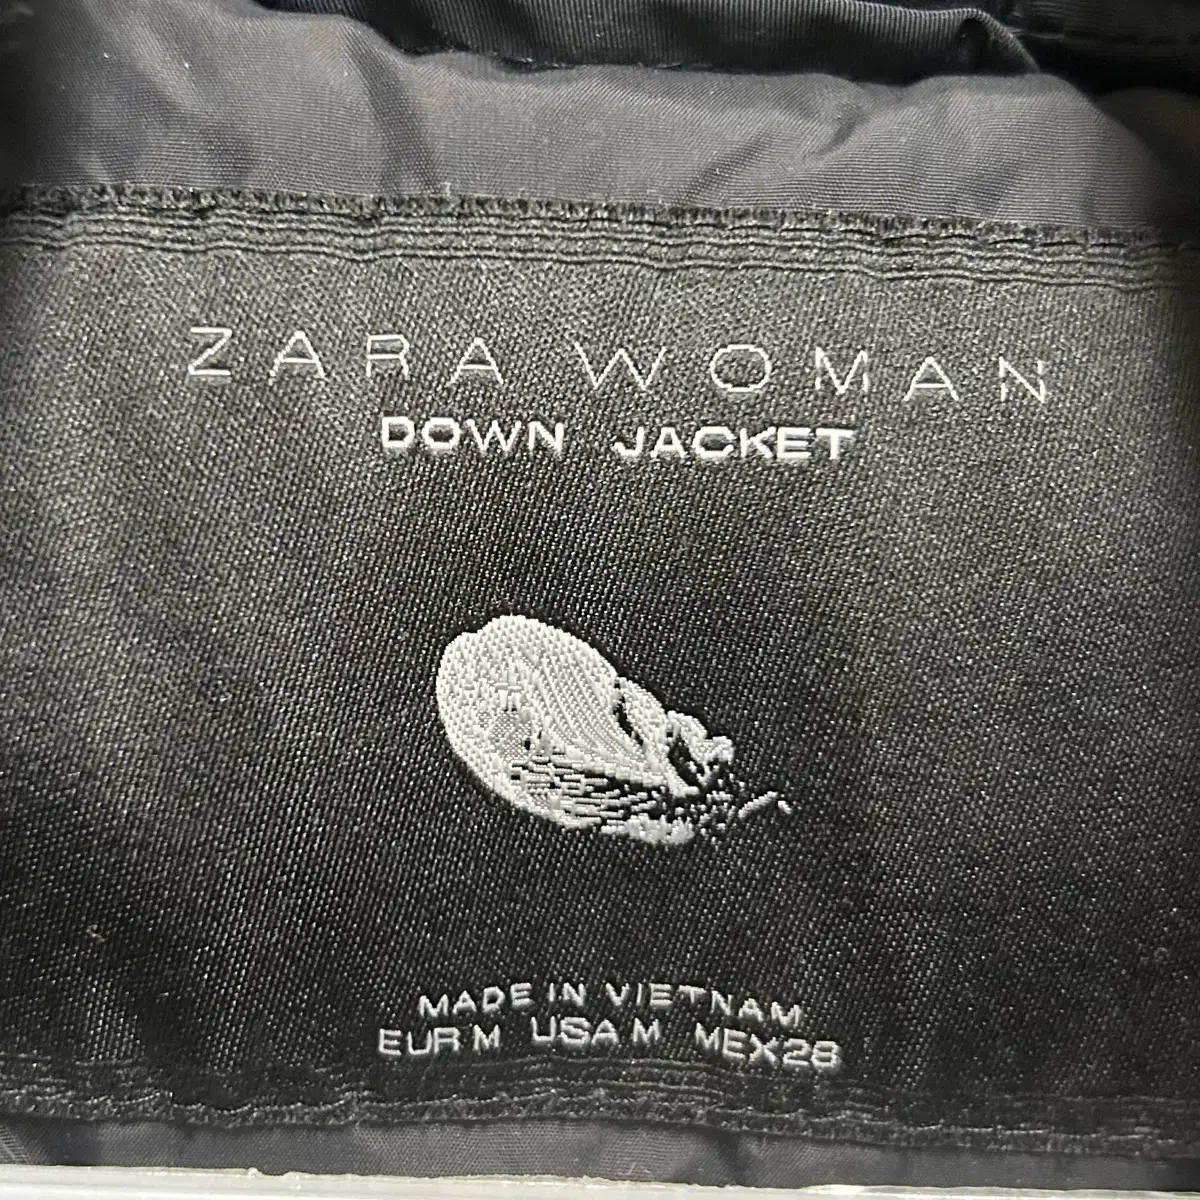 ZARA WOMAN
DOWN JACKET
MADE IN VIETNAM
EUR M USA M MEX 28